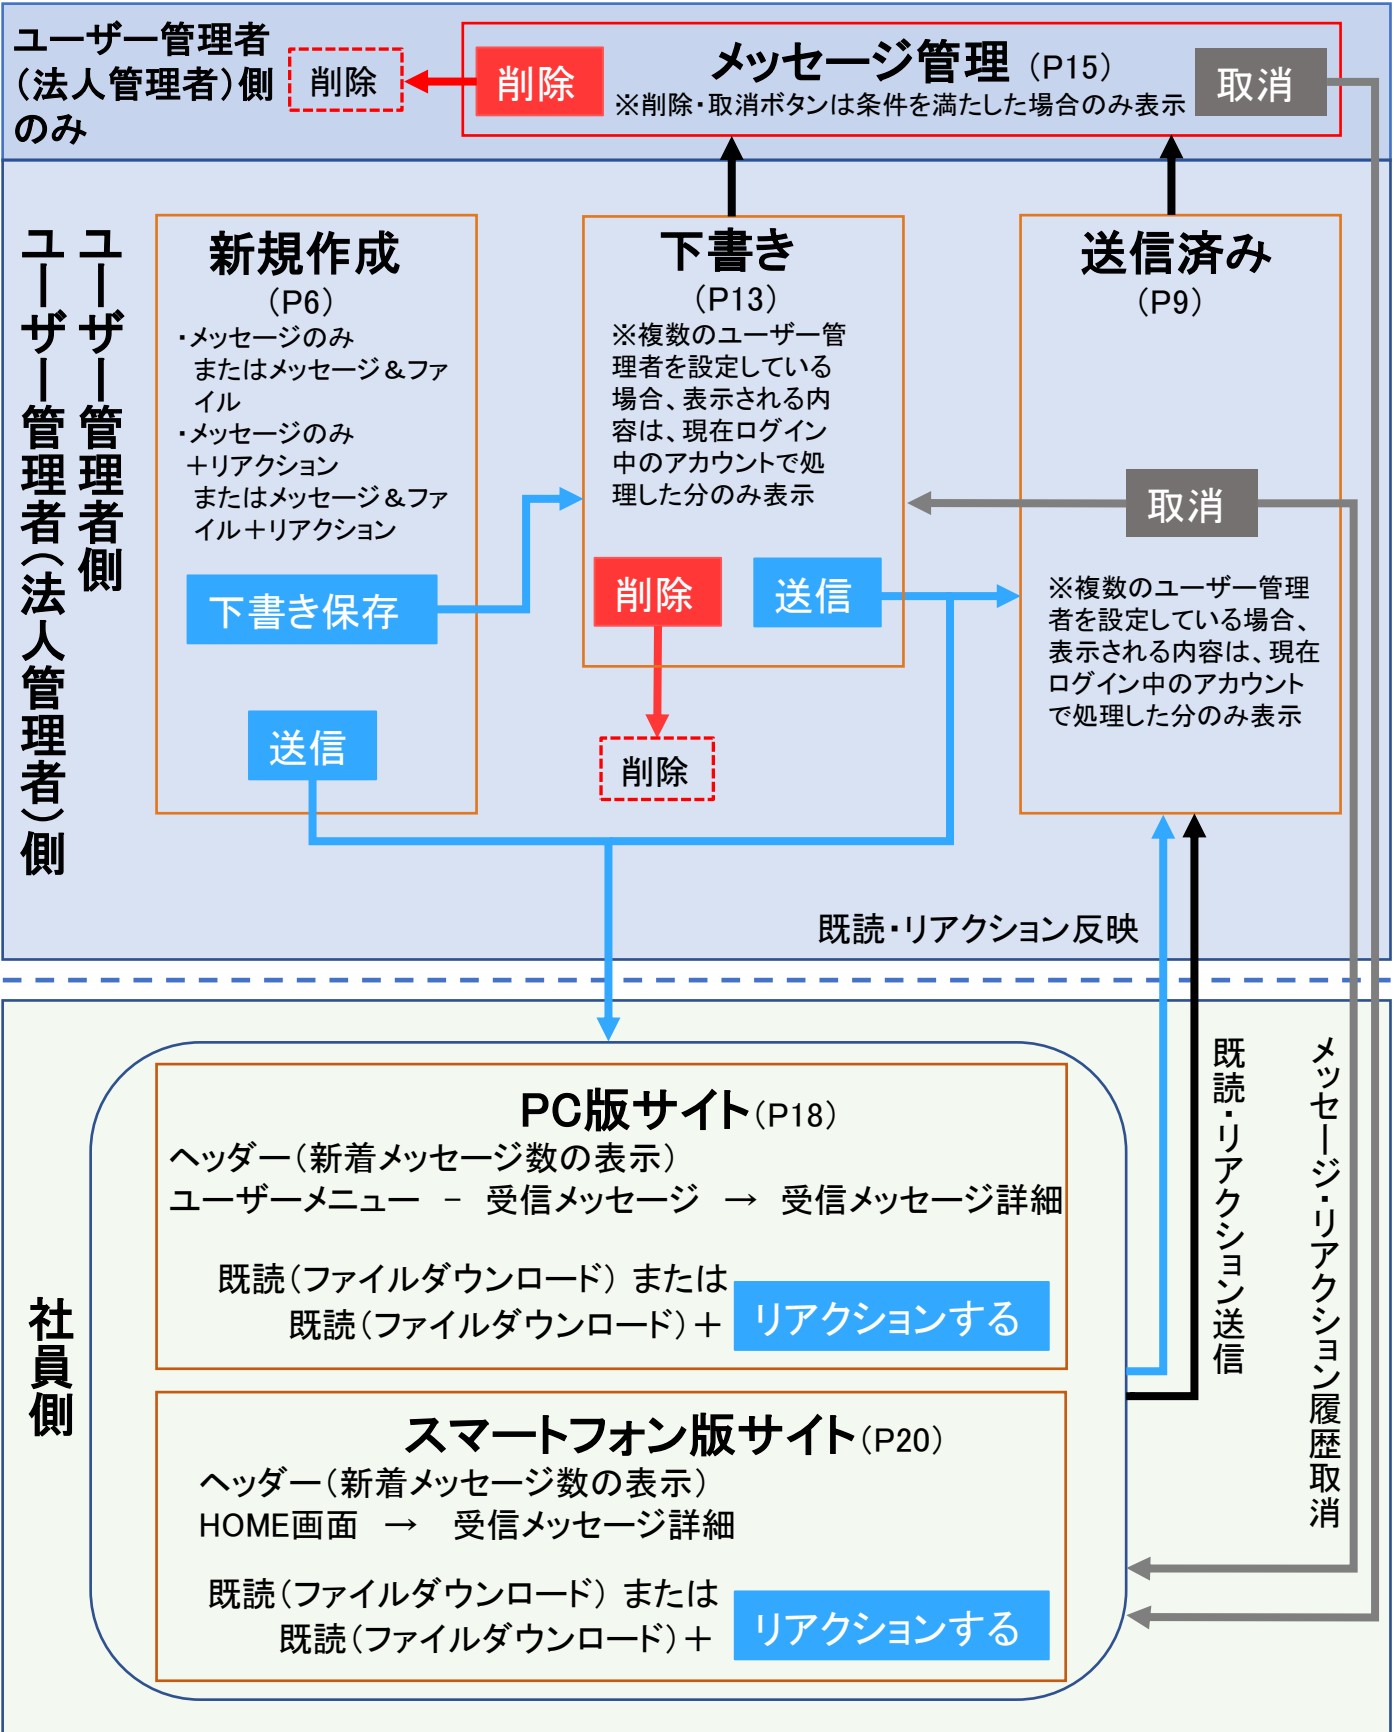 ユーザー管理者
（法人管理者）側
のみ
削除
削除
メッセージ管理（P15）
※削除・取消ボタンは条件を満たした場合のみ表示
取消
ユーザー管理者側
ユーザー管理者（法人管理者）側
新規作成
（P6）
・メッセージのみ
またはメッセージ＆ファ
イル
・メッセージのみ
＋リアクション
またはメッセージ＆ファ
イル＋リアクション
下書き保存
送信
下書き
（P13）
※複数のユーザー管
理者を設定している
場合、表示される内
容は、現在ログイン
中のアカウントで処
理した分のみ表示
削除
送信
削除
送信済み
（P9）
取消
※複数のユーザー管理
者を設定している場合、
表示される内容は、現在
ログイン中のアカウント
で処理した分のみ表示
既読・リアクション反映
社員側
PC版サイト（P18）
ヘッダー（新着メッセージ数の表示）
ユーザーメニュー － 受信メッセージ → 受信メッセージ詳細
既読（ファイルダウンロード）または
既読（ファイルダウンロード）＋
リアクションする
スマートフォン版サイト（P20）
ヘッダー（新着メッセージ数の表示）
HOME画面 → 受信メッセージ詳細
既読（ファイルダウンロード）または
既読（ファイルダウンロード）＋
リアクションする
既読・リアクション送信
メッセージ・リアクション履歴取消